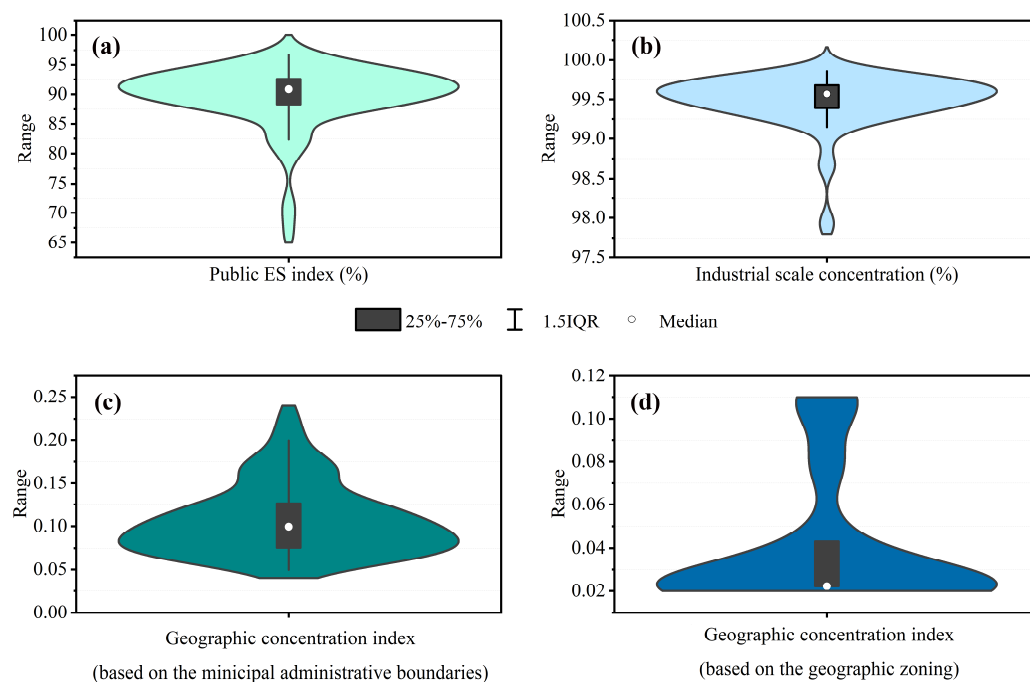 (a)
100
95
90
85
80
75
70
65
Range
Public ES index (%)
(b)
100.5
100.0
99.5
99.0
98.5
98.0
97.5
Range
Industrial scale concentration (%)
25%-75% 1.5IQR Median
(c)
0.25
0.20
0.15
0.10
0.05
0.00
Range
Geographic concentration index
(based on the minicipal administrative boundaries)
(d)
0.12
0.10
0.08
0.06
0.04
0.02
Range
Geographic concentration index
(based on the geographic zoning)